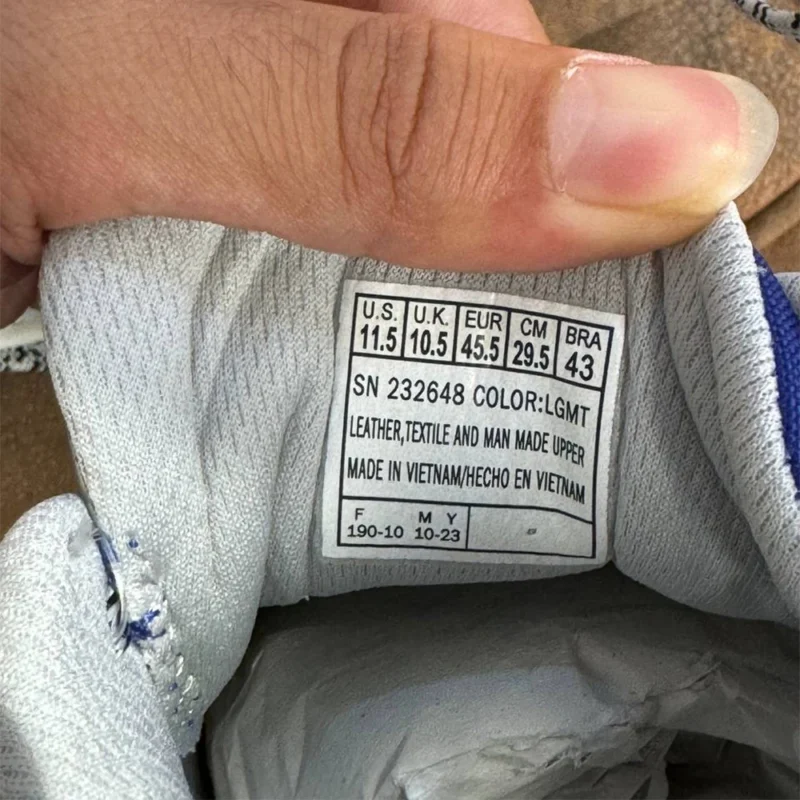 U.S. U.K. EUR CM BRA
11.5 10.5 45.5 29.5 43
SN 232648 COLOR:LGMT
LEATHER,TEXTILE AND MAN MADE UPPER
MADE IN VIETNAM/HECHO EN VIETNAM
F M Y
190-10 10-23